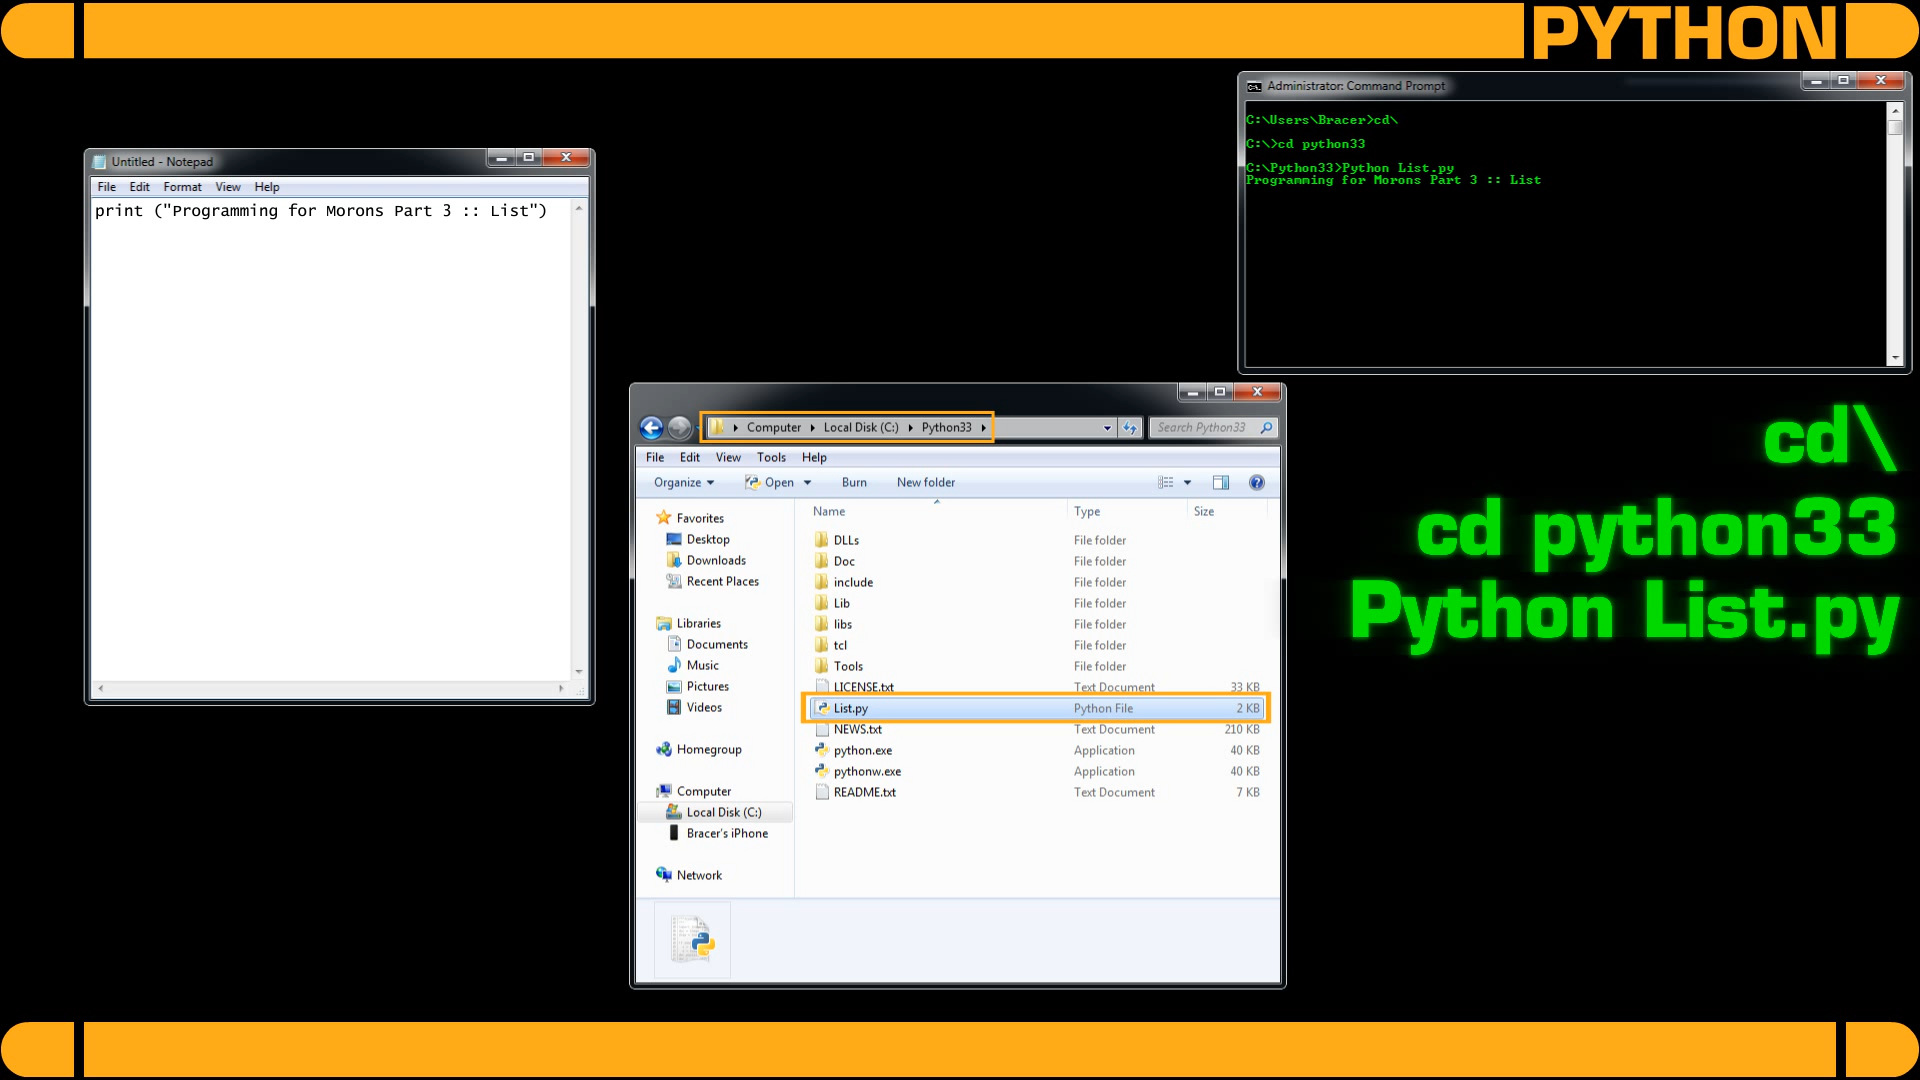 PYTHON
Untitled - Notepad
File Edit Format View Help
print ("Programming for Morons Part 3 :: List")
Administrator: Command Prompt
C:\Users\Bracer>cd\
C:\>cd python33
C:\Python33>Python List.py
Programming for Morons Part 3 :: List
Computer Local Disk (C:) Python33
Search Python33
File Edit View Tools Help
Organize Open Burn New folder
Favorites
Desktop
Downloads
Recent Places
Libraries
Documents
Music
Pictures
Videos
Homegroup
Computer
Local Disk (C:)
Bracer's iPhone
Network
Name Type Size
DLLs File folder
Doc File folder
include File folder
Lib File folder
libs File folder
tcl File folder
Tools File folder
LICENSE.txt Text Document 33 KB
List.py Python File 2 KB
NEWS.txt Text Document 210 KB
python.exe Application 40 KB
pythonw.exe Application 40 KB
README.txt Text Document 7 KB
cd\
cd python33
Python List.py